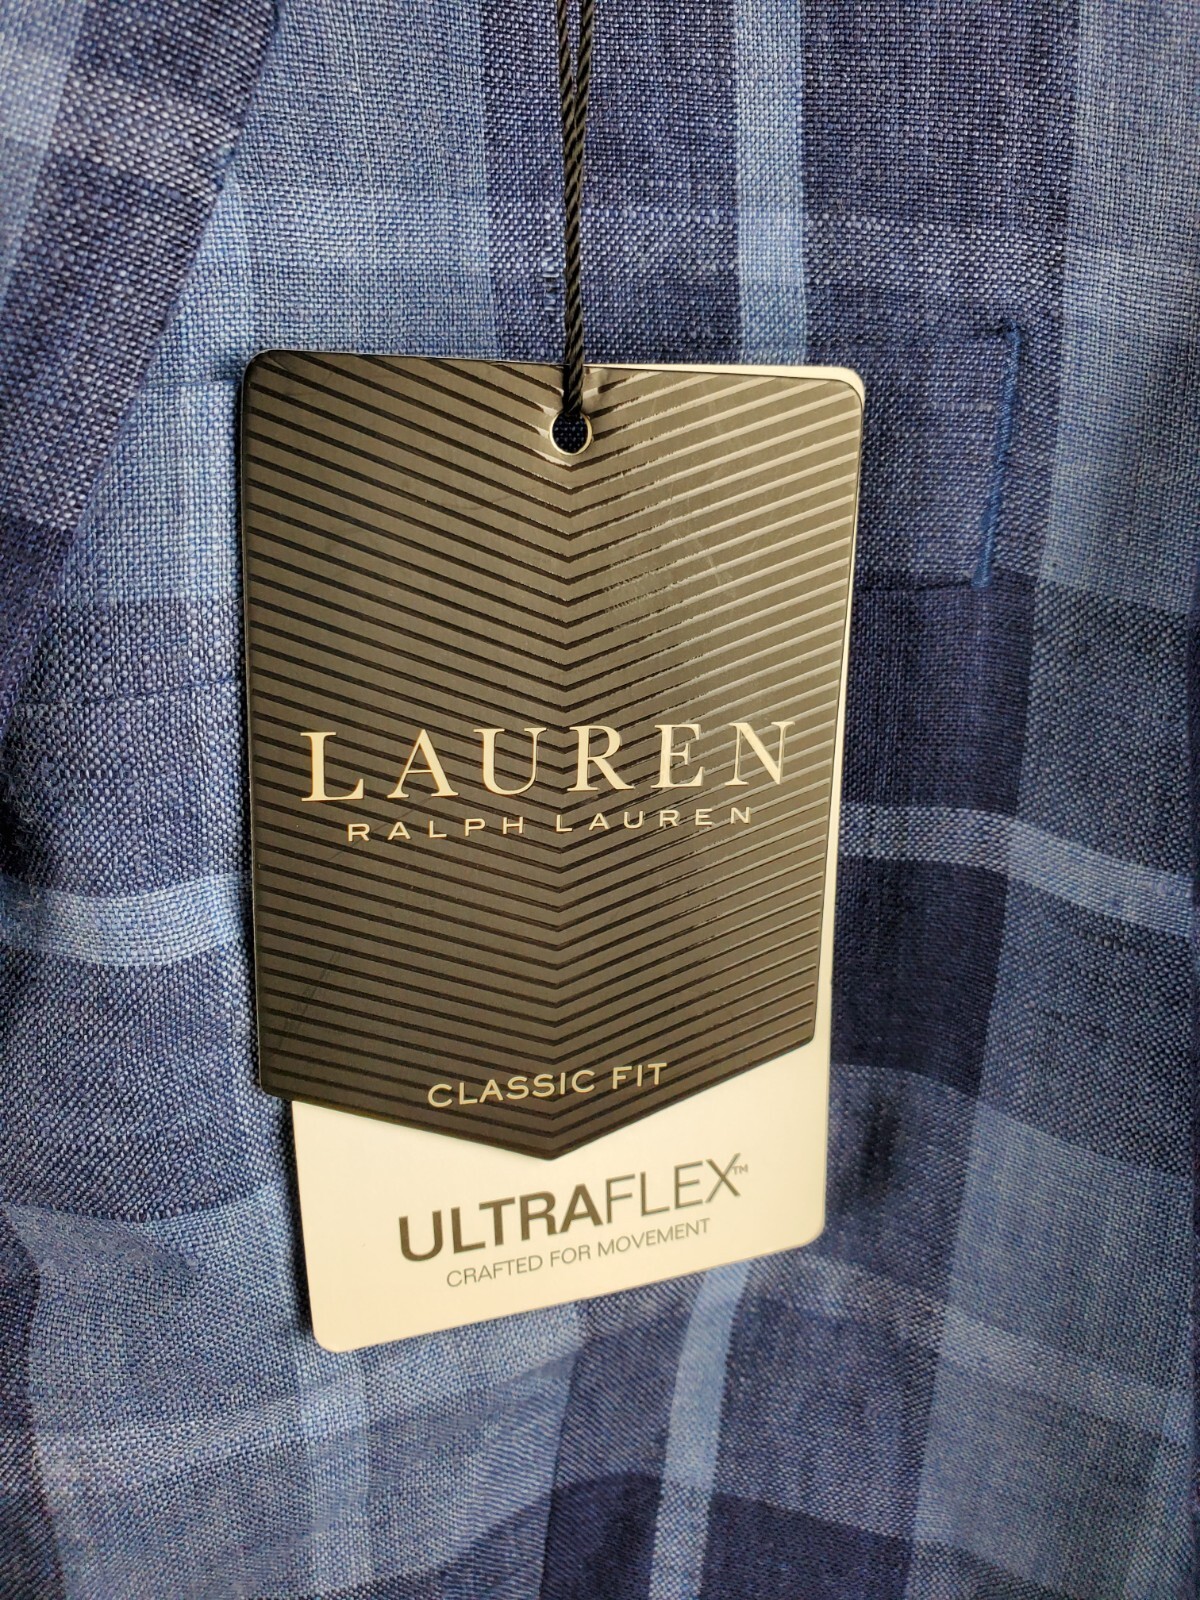 LAUREN
RALPH LAUREN
CLASSIC FIT
ULTRAFLEX™
CRAFTED FOR MOVEMENT